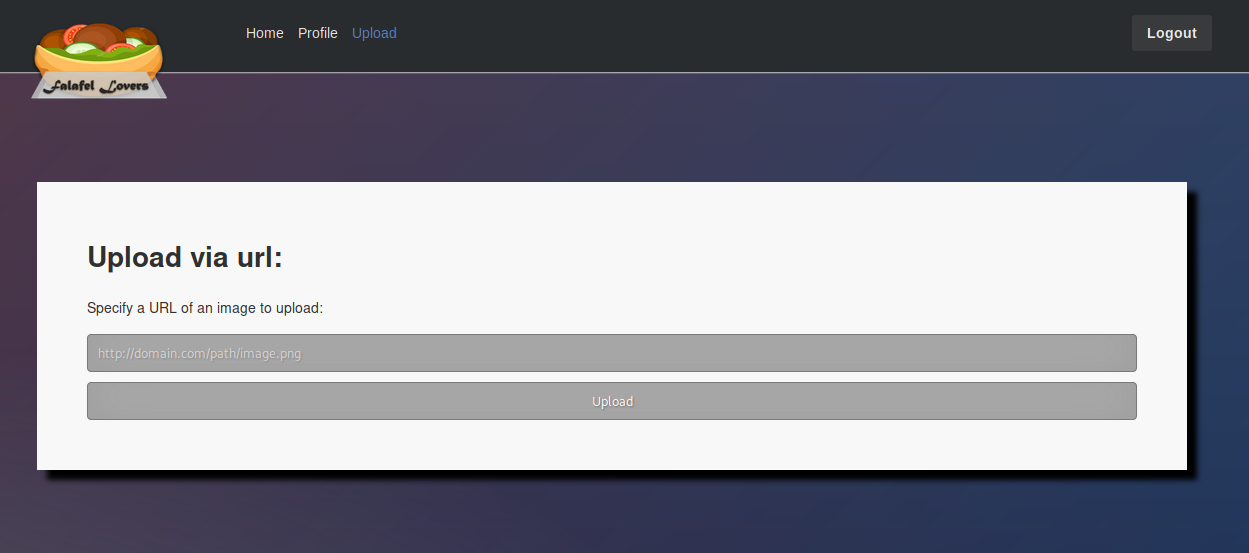 Home Profile Upload Logout
Falafel Lovers
Upload via url:
Specify a URL of an image to upload:
http://domain.com/path/image.png
Upload